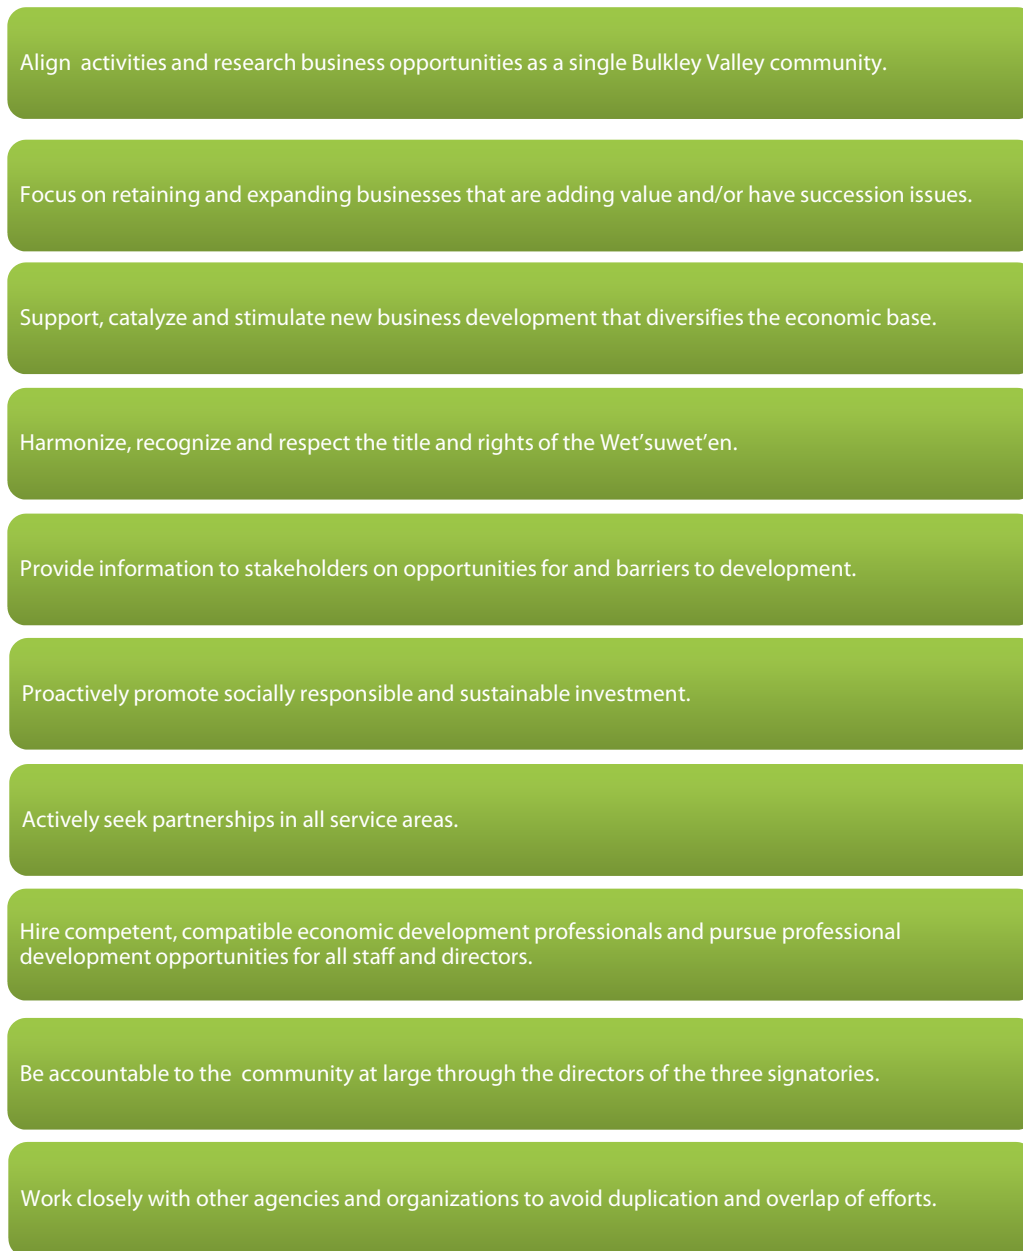 Align  activities and research business opportunities as a single Bulkley Valley community.
Focus on retaining and expanding businesses that are adding value and/or have succession issues.
Support, catalyze and stimulate new business development that diversifies the economic base.
Harmonize, recognize and respect the title and rights of the Wet’suwet’en.
Provide information to stakeholders on opportunities for and barriers to development.
Proactively promote socially responsible and sustainable investment.
Actively seek partnerships in all service areas.
Hire competent, compatible economic development professionals and pursue professional
development opportunities for all staff and directors.
Be accountable to the  community at large through the directors of the three signatories.
Work closely with other agencies and organizations to avoid duplication and overlap of efforts.